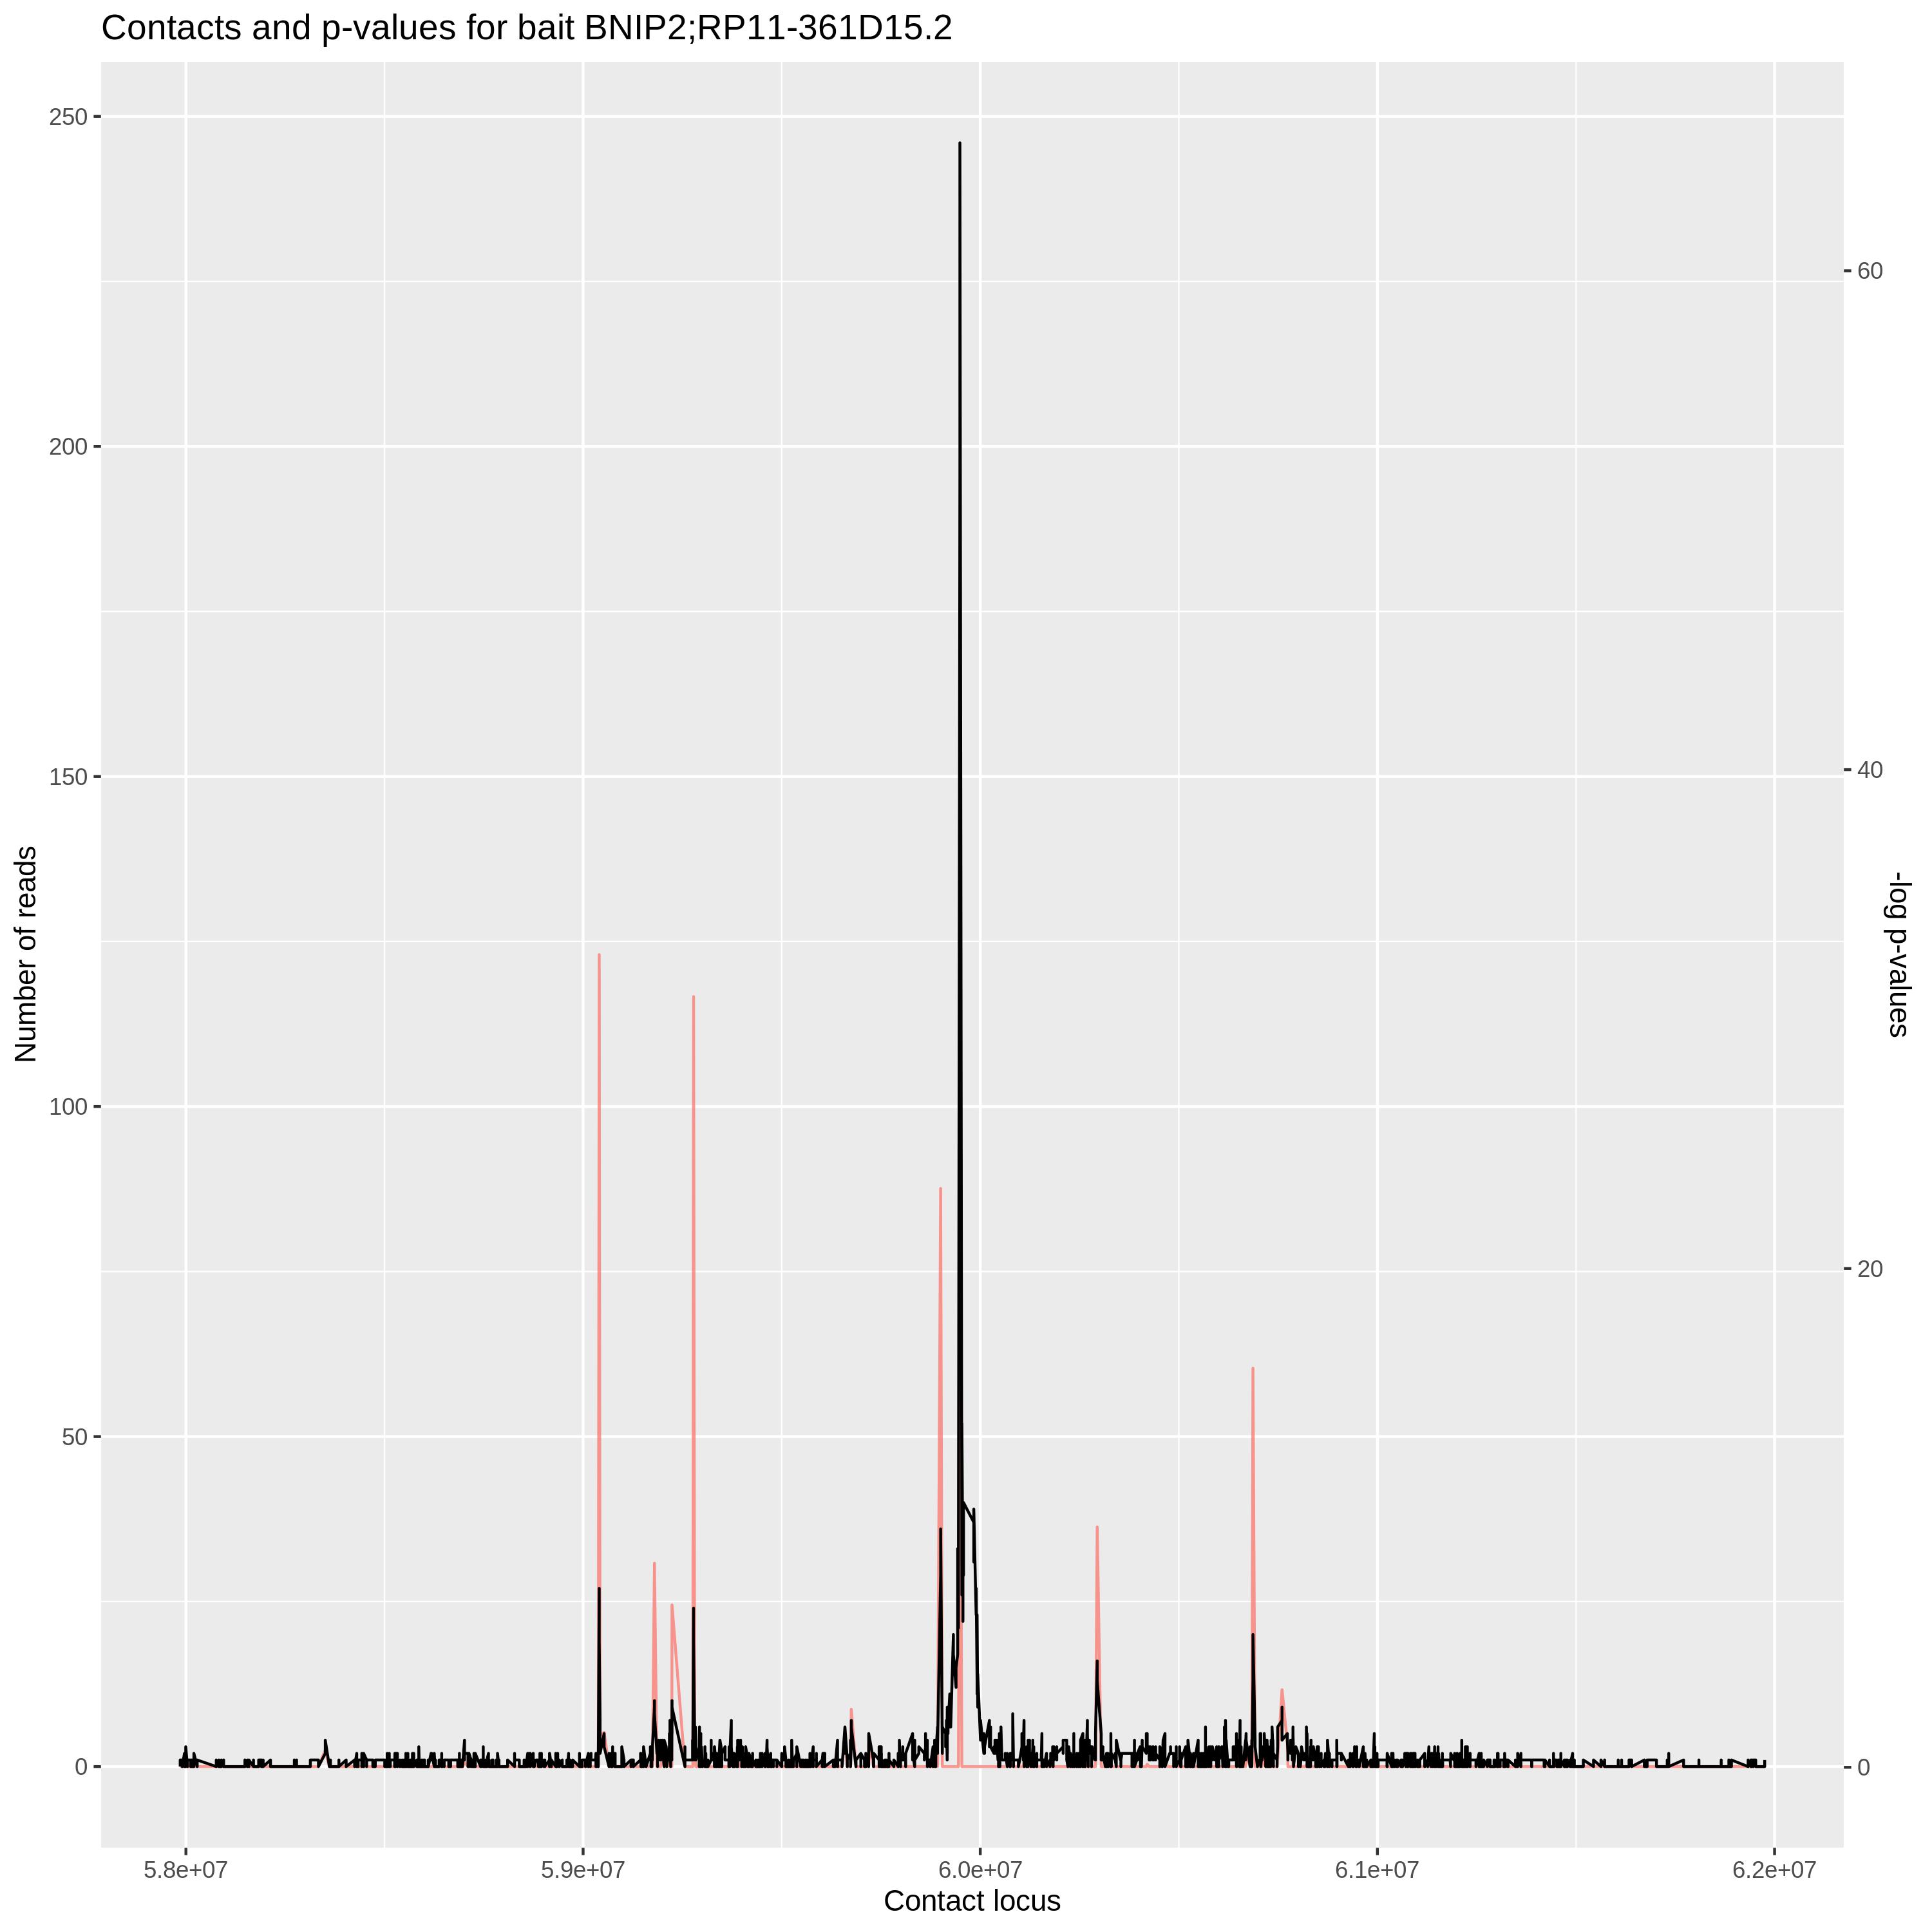 Contacts and p-values for bait BNIP2;RP11-361D15.2
250
200
150
100
50
0
Number of reads
60
40
20
0
-log p-values
5.8e+07
5.9e+07
6.0e+07
6.1e+07
6.2e+07
Contact locus